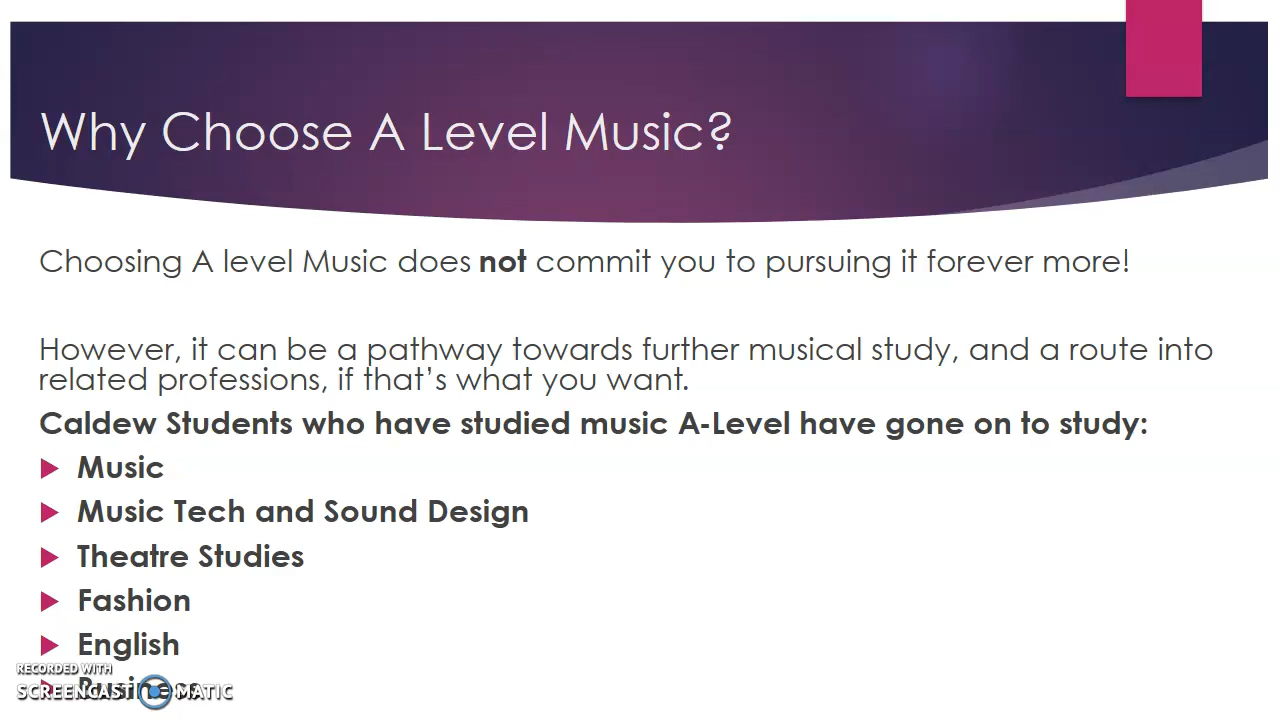 Why Choose A Level Music?
Choosing A level Music does not commit you to pursuing it forever more!
However, it can be a pathway towards further musical study, and a route into
related professions, if that's what you want.
Caldew Students who have studied music A-Level have gone on to study:
Music
Music Tech and Sound Design
Theatre Studies
Fashion
English
Business
RECORDED WITH
SCREENCAST-O-MATIC